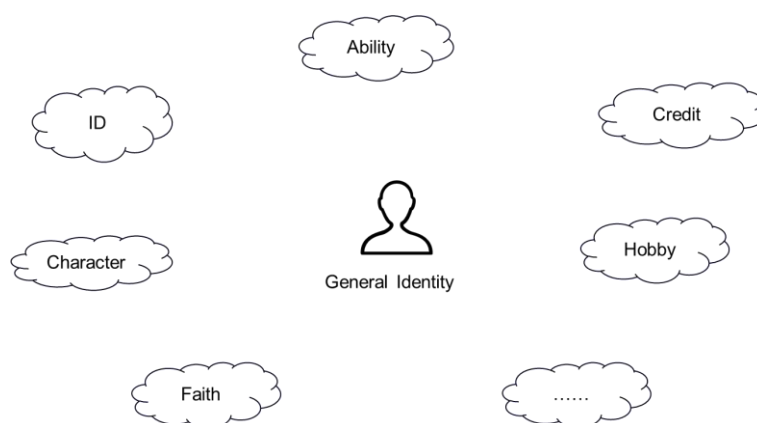 Ability
ID
Credit
Character
General Identity
Hobby
Faith
......